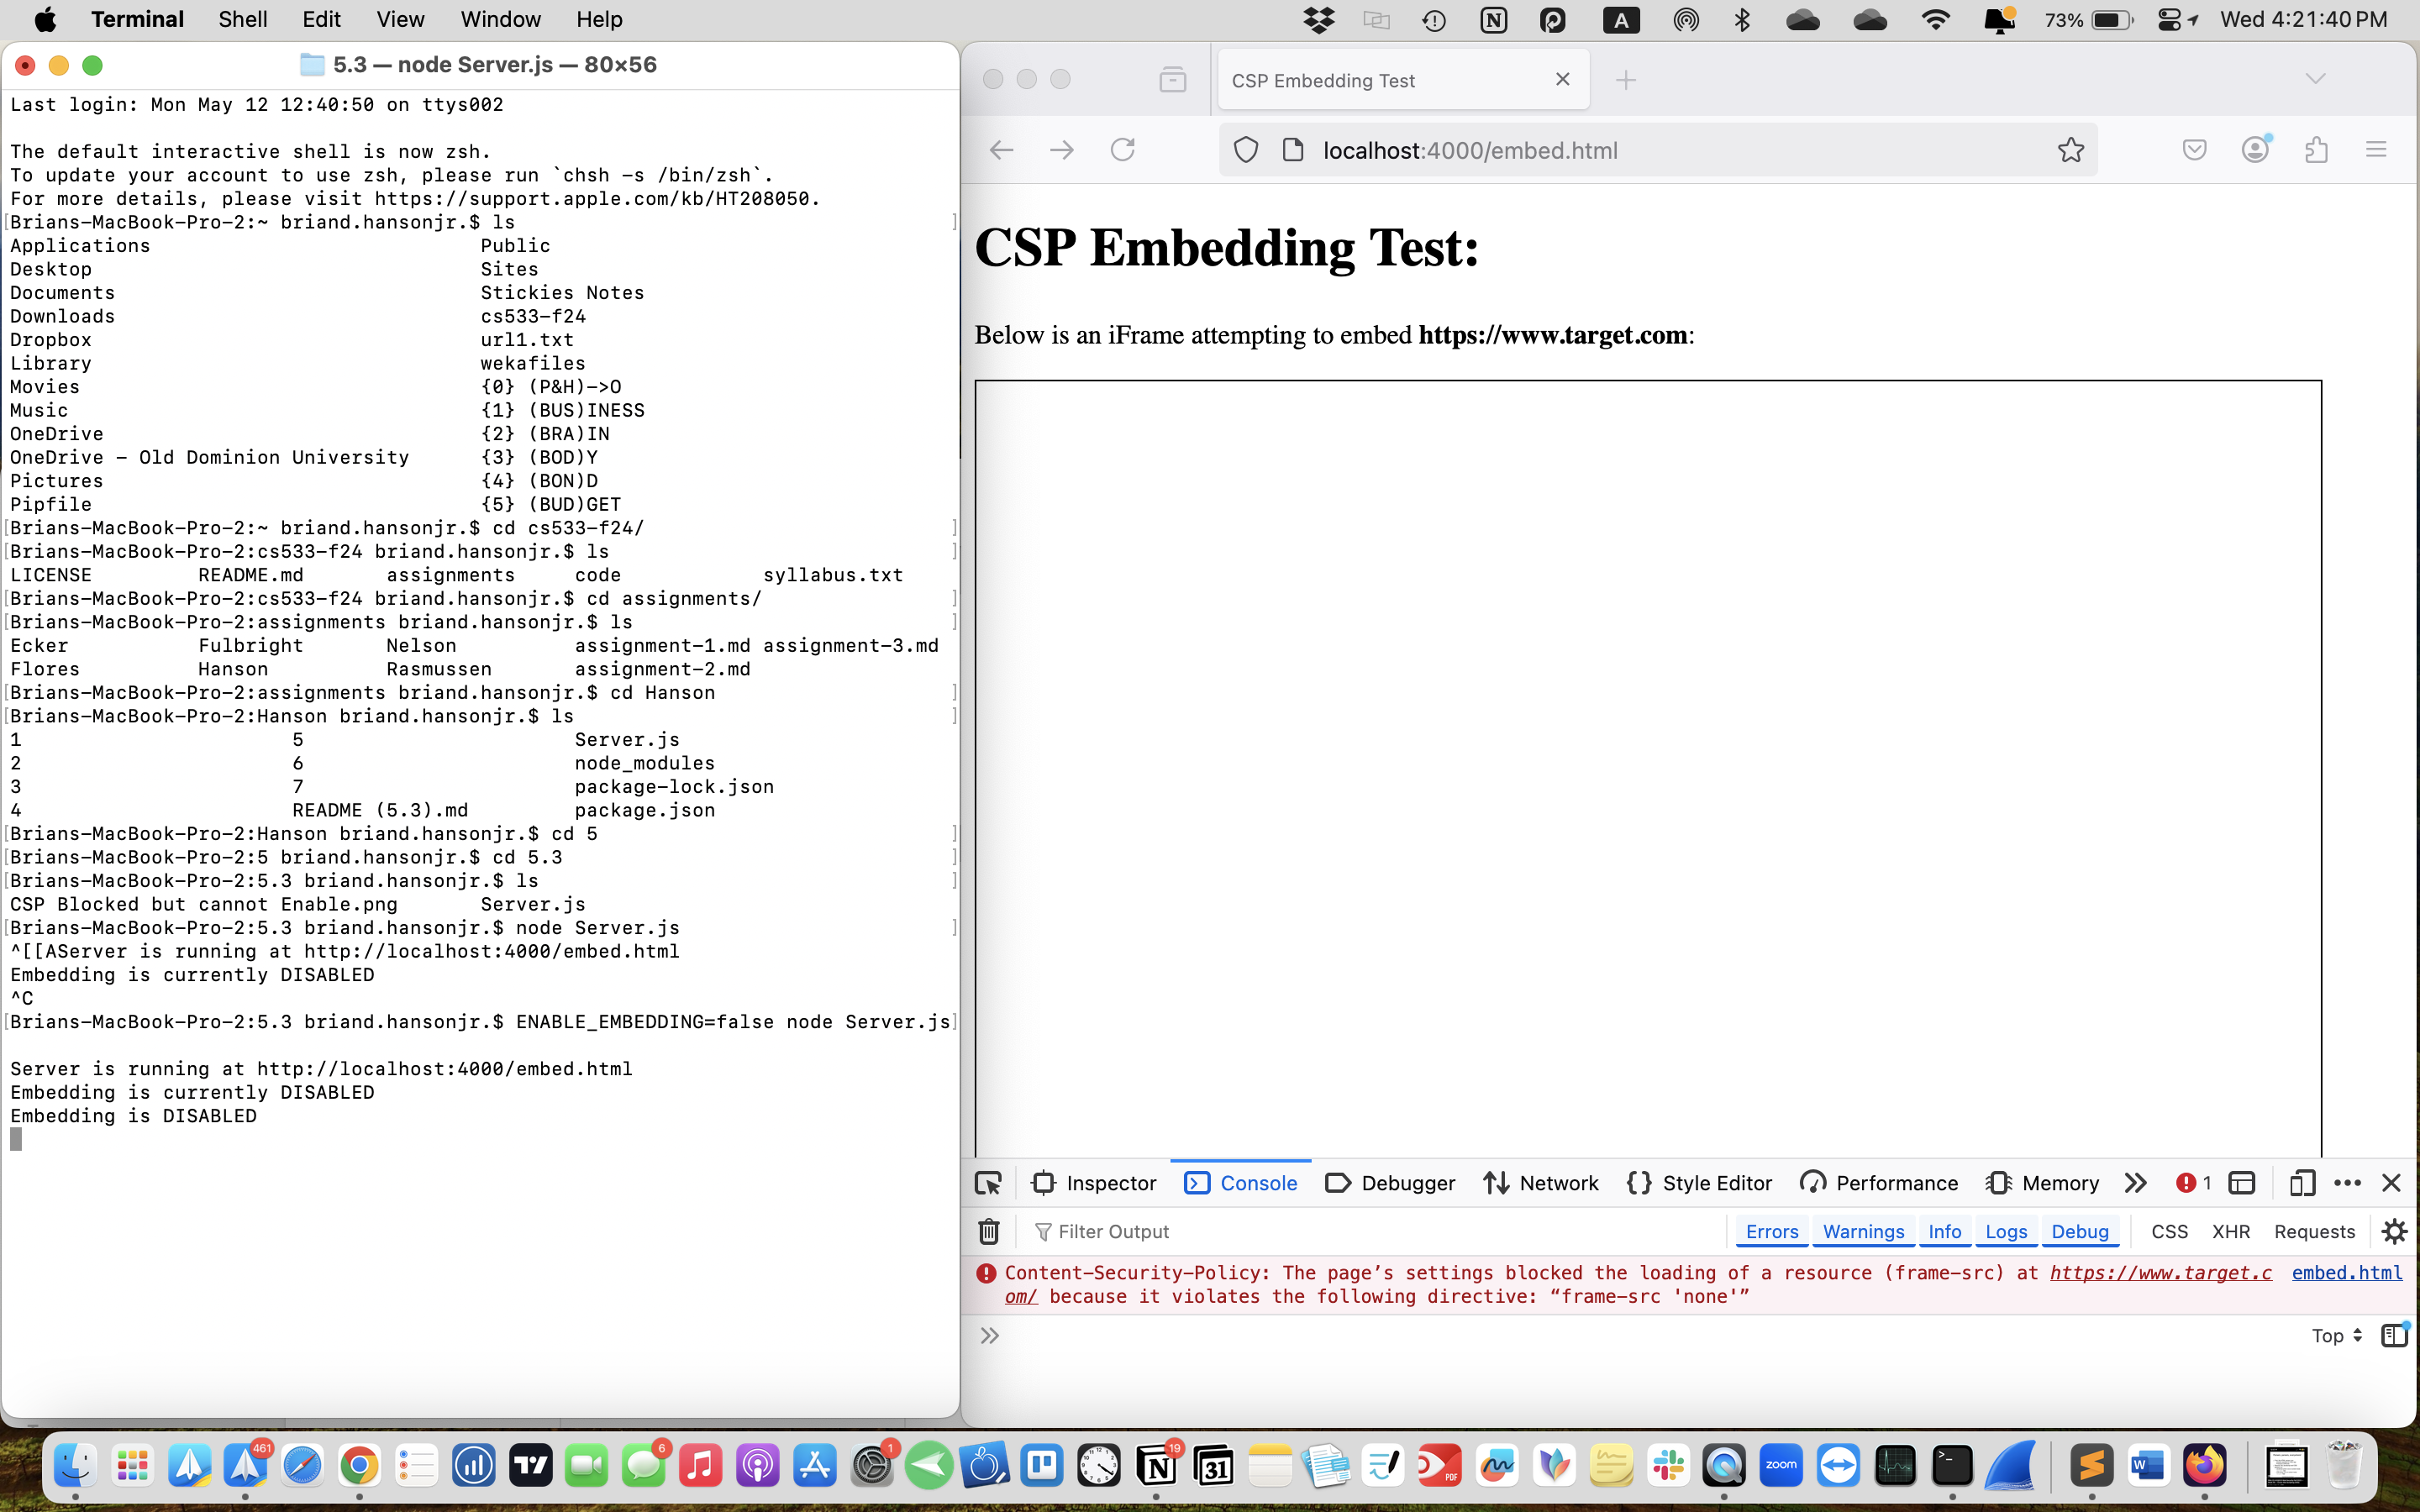 Terminal Shell Edit View Window Help
A 73% Wed 4:21:40 PM
5.3 — node Server.js — 80×56
Last login: Mon May 12 12:40:50 on ttys002
The default interactive shell is now zsh.
To update your account to use zsh, please run `chsh -s /bin/zsh`.
For more details, please visit https://support.apple.com/kb/HT208050.
[Brians-MacBook-Pro-2:~ briand.hansonjr.$ ls ]
Applications Public
Desktop Sites
Documents Stickies Notes
Downloads cs533-f24
Dropbox url1.txt
Library wekafiles
Movies {0} (P&H)->O
Music {1} (BUS)INESS
OneDrive {2} (BRA)IN
OneDrive - Old Dominion University {3} (BOD)Y
Pictures {4} (BON)D
Pipfile {5} (BUD)GET
[Brians-MacBook-Pro-2:~ briand.hansonjr.$ cd cs533-f24/ ]
[Brians-MacBook-Pro-2:cs533-f24 briand.hansonjr.$ ls ]
LICENSE README.md assignments code syllabus.txt
[Brians-MacBook-Pro-2:cs533-f24 briand.hansonjr.$ cd assignments/ ]
[Brians-MacBook-Pro-2:assignments briand.hansonjr.$ ls ]
Ecker Fulbright Nelson assignment-1.md assignment-3.md
Flores Hanson Rasmussen assignment-2.md
[Brians-MacBook-Pro-2:assignments briand.hansonjr.$ cd Hanson ]
[Brians-MacBook-Pro-2:Hanson briand.hansonjr.$ ls ]
1 5 Server.js
2 6 node_modules
3 7 package-lock.json
4 README (5.3).md package.json
[Brians-MacBook-Pro-2:Hanson briand.hansonjr.$ cd 5 ]
[Brians-MacBook-Pro-2:5 briand.hansonjr.$ cd 5.3 ]
[Brians-MacBook-Pro-2:5.3 briand.hansonjr.$ ls ]
CSP Blocked but cannot Enable.png Server.js
[Brians-MacBook-Pro-2:5.3 briand.hansonjr.$ node Server.js ]
^[[AServer is running at http://localhost:4000/embed.html
Embedding is currently DISABLED
^C
[Brians-MacBook-Pro-2:5.3 briand.hansonjr.$ ENABLE_EMBEDDING=false node Server.js]
Server is running at http://localhost:4000/embed.html
Embedding is currently DISABLED
Embedding is DISABLED
CSP Embedding Test
localhost:4000/embed.html
CSP Embedding Test:
Below is an iFrame attempting to embed https://www.target.com:
Inspector Console Debugger Network Style Editor Performance Memory 1
Filter Output Errors Warnings Info Logs Debug CSS XHR Requests
Content-Security-Policy: The page’s settings blocked the loading of a resource (frame-src) at https://www.target.c embed.html
om/ because it violates the following directive: “frame-src 'none'”
Top
461 6 1 19 31 PDF zoom W